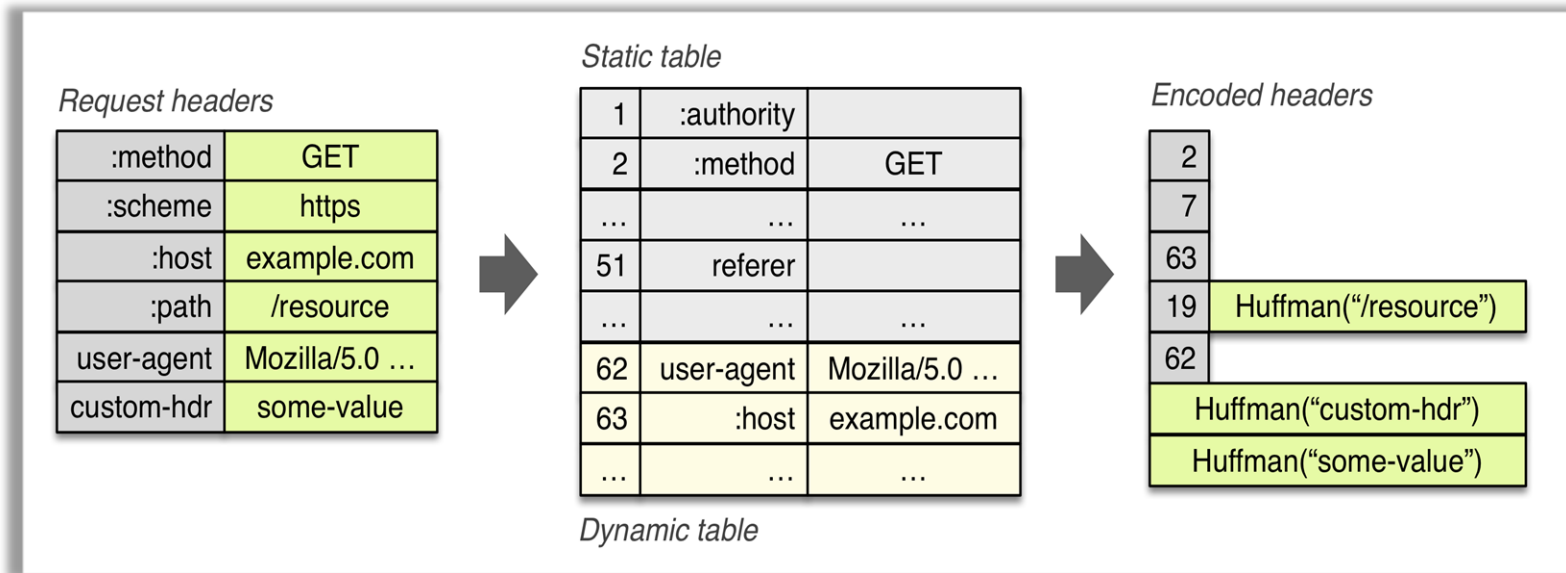 Request headers
:method GET
:scheme https
:host example.com
:path /resource
user-agent Mozilla/5.0 …
custom-hdr some-value
Static table
1 :authority
2 :method GET
… … …
51 referer
… … …
62 user-agent Mozilla/5.0 …
63 :host example.com
… … …
Dynamic table
Encoded headers
2
7
63
19 Huffman(“/resource”)
62
Huffman(“custom-hdr”)
Huffman(“some-value”)